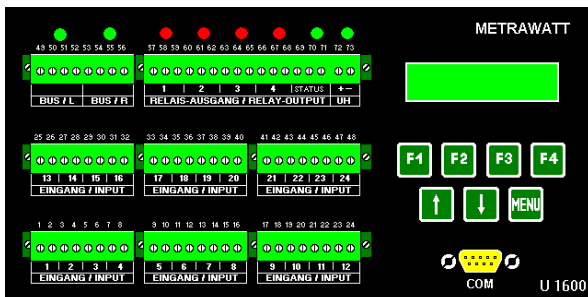 METRAWATT
49 50 51 52 53 54 55 56
57 58 59 60 61 62 63 64 65 66 67 68 69 70 71 72 73
1 2 3 4 STATUS + −
BUS / L BUS / R
RELAIS-AUSGANG / RELAY-OUTPUT UH
25 26 27 28 29 30 31 32
33 34 35 36 37 38 39 40
41 42 43 44 45 46 47 48
F1 F2 F3 F4
13 14 15 16
17 18 19 20
21 22 23 24
EINGANG / INPUT
EINGANG / INPUT
EINGANG / INPUT
↑ ↓ MENU
1 2 3 4 5 6 7 8
9 10 11 12 13 14 15 16
17 18 19 20 21 22 23 24
1 2 3 4
5 6 7 8
9 10 11 12
EINGANG / INPUT
EINGANG / INPUT
EINGANG / INPUT
COM
U 1600